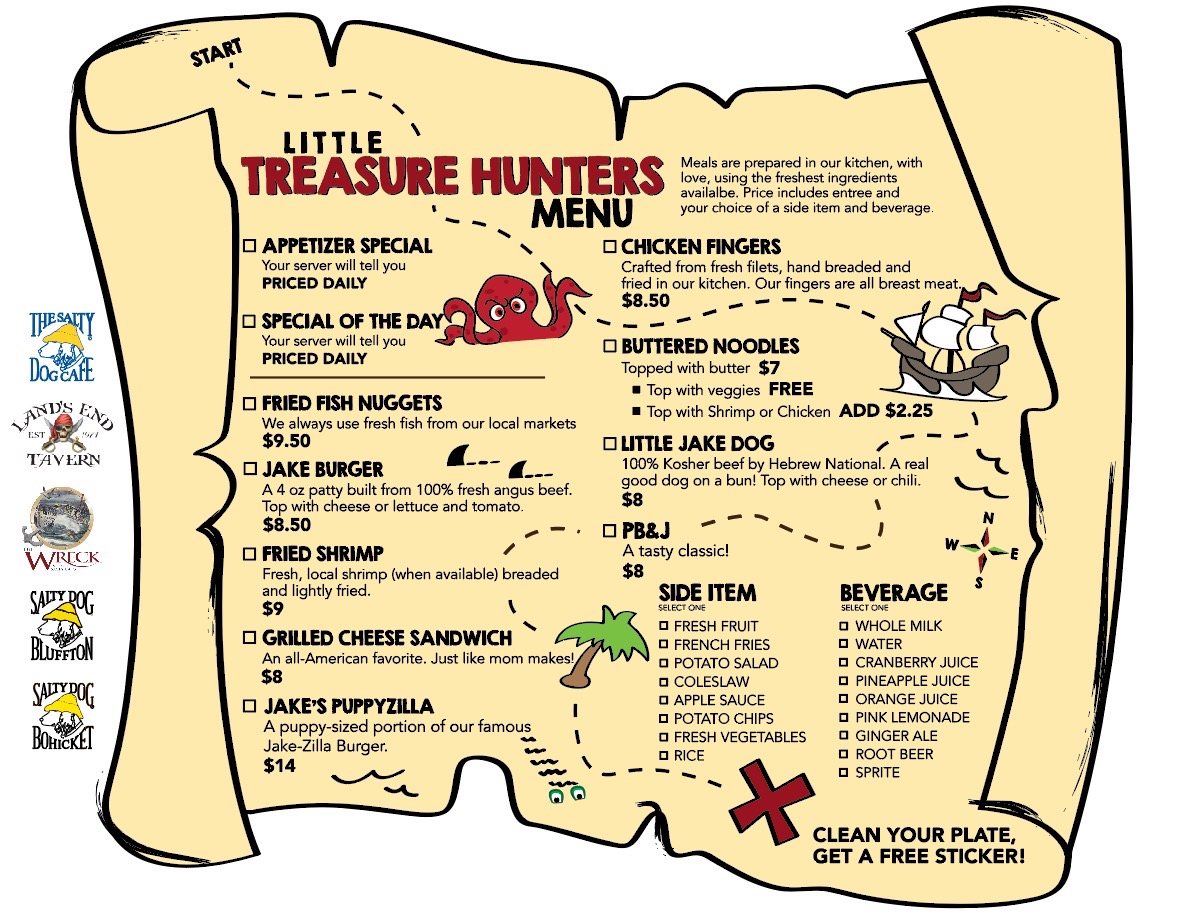 START
LITTLE
TREASURE HUNTERS
MENU
Meals are prepared in our kitchen, with
love, using the freshest ingredients
availalbe. Price includes entree and
your choice of a side item and beverage.
APPETIZER SPECIAL
Your server will tell you
PRICED DAILY
SPECIAL OF THE DAY
Your server will tell you
PRICED DAILY
FRIED FISH NUGGETS
We always use fresh fish from our local markets
$9.50
JAKE BURGER
A 4 oz patty built from 100% fresh angus beef.
Top with cheese or lettuce and tomato.
$8.50
FRIED SHRIMP
Fresh, local shrimp (when available) breaded
and lightly fried.
$9
GRILLED CHEESE SANDWICH
An all-American favorite. Just like mom makes!
$8
JAKE'S PUPPYZILLA
A puppy-sized portion of our famous
Jake-Zilla Burger.
$14
CHICKEN FINGERS
Crafted from fresh filets, hand breaded and
fried in our kitchen. Our fingers are all breast meat.
$8.50
BUTTERED NOODLES
Topped with butter $7
Top with veggies FREE
Top with Shrimp or Chicken ADD $2.25
LITTLE JAKE DOG
100% Kosher beef by Hebrew National. A real
good dog on a bun! Top with cheese or chili.
$8
PB&J
A tasty classic!
$8
N
W E
S
SIDE ITEM
SELECT ONE
FRESH FRUIT
FRENCH FRIES
POTATO SALAD
COLESLAW
APPLE SAUCE
POTATO CHIPS
FRESH VEGETABLES
RICE
BEVERAGE
SELECT ONE
WHOLE MILK
WATER
CRANBERRY JUICE
PINEAPPLE JUICE
ORANGE JUICE
PINK LEMONADE
GINGER ALE
ROOT BEER
SPRITE
CLEAN YOUR PLATE,
GET A FREE STICKER!
THE SALTY
DOG CAFE
LAND'S END
EST
TAVERN
THE
WRECK
SALTY DOG
BLUFFTON
SALTY DOG
BOHICKET